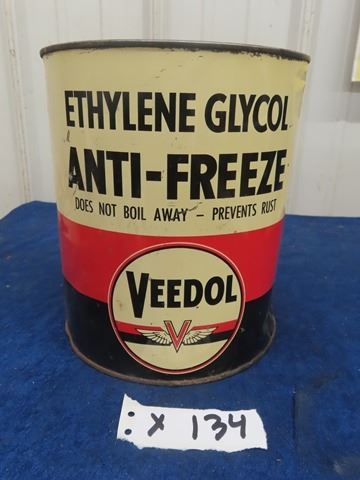 ETHYLENE GLYCOL
ANTI-FREEZE
DOES NOT BOIL AWAY – PREVENTS RUST
VEEDOL
V
X 134